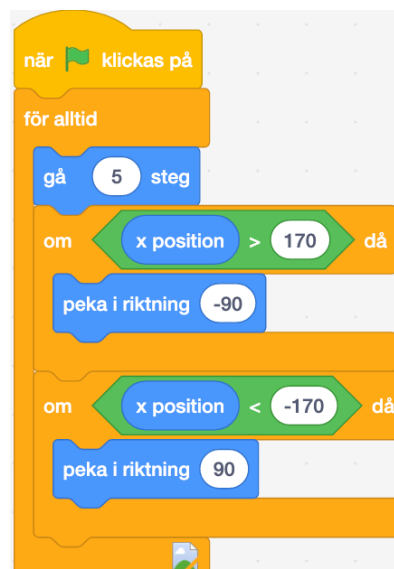 när klickas på
för alltid
gå 5 steg
om x position > 170 då
peka i riktning -90
om x position < -170 då
peka i riktning 90